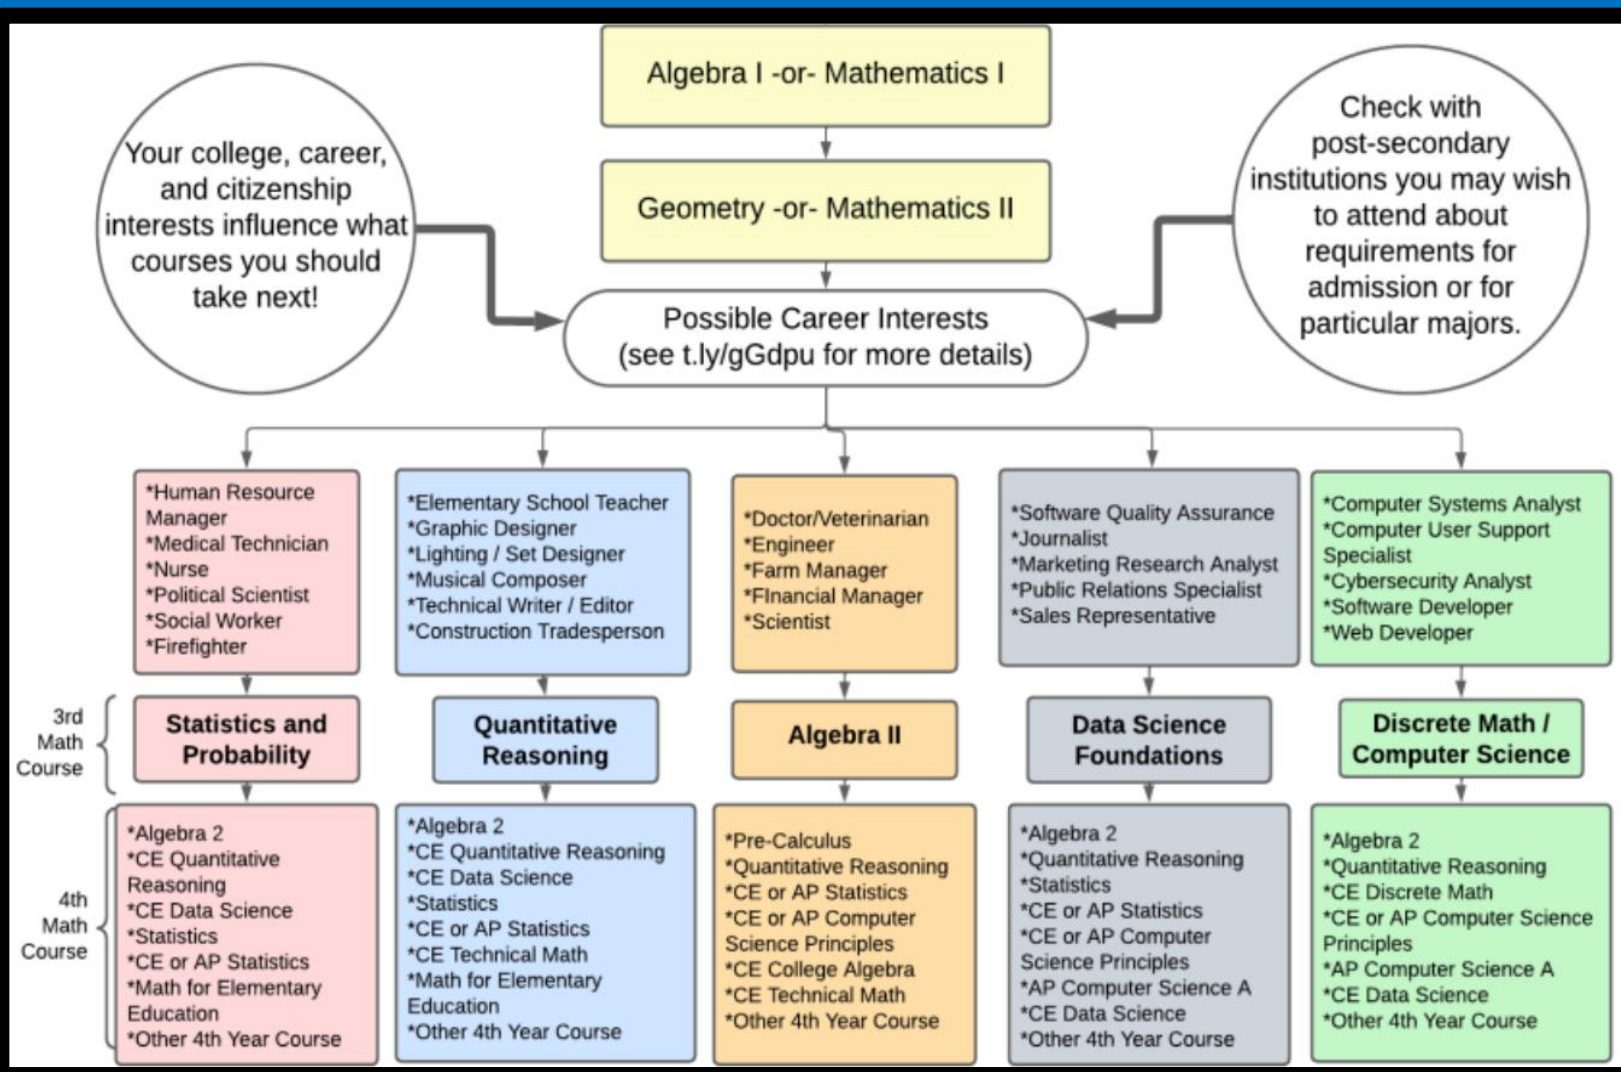 Algebra I -or- Mathematics I
Your college, career,
and citizenship
interests influence what
courses you should
take next!
Geometry -or- Mathematics II
Check with
post-secondary
institutions you may wish
to attend about
requirements for
admission or for
particular majors.
Possible Career Interests
(see t.ly/gGdpu for more details)
*Human Resource
Manager
*Medical Technician
*Nurse
*Political Scientist
*Social Worker
*Firefighter
*Elementary School Teacher
*Graphic Designer
*Lighting / Set Designer
*Musical Composer
*Technical Writer / Editor
*Construction Tradesperson
*Doctor/Veterinarian
*Engineer
*Farm Manager
*FInancial Manager
*Scientist
*Software Quality Assurance
*Journalist
*Marketing Research Analyst
*Public Relations Specialist
*Sales Representative
*Computer Systems Analyst
*Computer User Support
Specialist
*Cybersecurity Analyst
*Software Developer
*Web Developer
3rd
Math
Course
Statistics and
Probability
Quantitative
Reasoning
Algebra II
Data Science
Foundations
Discrete Math /
Computer Science
4th
Math
Course
*Algebra 2
*CE Quantitative
Reasoning
*CE Data Science
*Statistics
*CE or AP Statistics
*Math for Elementary
Education
*Other 4th Year Course
*Algebra 2
*CE Quantitative Reasoning
*CE Data Science
*Statistics
*CE or AP Statistics
*CE Technical Math
*Math for Elementary
Education
*Other 4th Year Course
*Pre-Calculus
*Quantitative Reasoning
*CE or AP Statistics
*CE or AP Computer
Science Principles
*CE College Algebra
*CE Technical Math
*Other 4th Year Course
*Algebra 2
*Quantitative Reasoning
*Statistics
*CE or AP Statistics
*CE or AP Computer
Science Principles
*AP Computer Science A
*CE Data Science
*Other 4th Year Course
*Algebra 2
*Quantitative Reasoning
*CE Discrete Math
*CE or AP Computer Science
Principles
*AP Computer Science A
*CE Data Science
*Other 4th Year Course